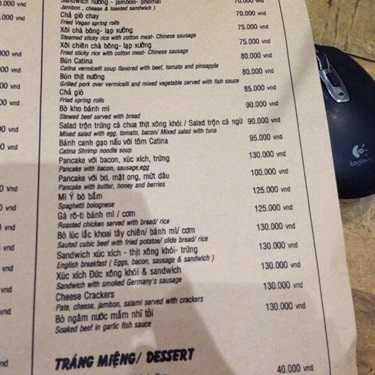 Sandwich nướng - jambon- phomai 70.000 vnd
Jambon , cheese & toasted sandwich )
Chả giò chay 70.000 vnd
Fried Vegan spring rolls
Xôi chà bông- lạp xưởng 75.000 vnd
Steamed sticky rice with cotton meat- Chinese sausage
Xôi chiên chà bông- lạp xưởng 75.000 vnd
Fried sticky rice with cotton meat- Chinese sausage
Bún Catina 80.000 vnd
Catina vermicelli soup flavored with beef, tomato and pineapple
Bún thịt nướng 80.000 vnd
Grilled pork over vermicelli and mixed vegetable served with fish sauce
Chả giò 85.000 vnd
Fried spring rolls
Bò kho bánh mì 90.000 vnd
Stewed beef served with bread
Salad trộn trứng cà chua thịt xông khói / Salad trộn cá ngừ 90.000 vnd
Mixed salad with egg, tomato, bacon/ Mixed salad with tuna
Bánh canh gạo nấu với tôm Catina 95.000 vnd
Catina Shrimp noodle soup
Pancake với bacon, xúc xích, trứng 130.000 vnd
Pancake with bacon, sausage,egg
Pancake với bơ, mật ong, mứt dâu 100.000 vnd
Pancake with butter, honey and berries
Mì Ý bò bằm 125.000 vnd
Spaghetti bolognese
Gà rô-ti bánh mì / cơm 125.000 vnd
Roasted chicken served with bread/ rice
Bò lúc lắc khoai tây chiên/ bánh mì/ cơm 130.000 vnd
Sauted cubic beef with fried potatoe/ slide bread/ rice
Sandwich xúc xích - thịt xông khói- trứng 130.000 vnd
English breakfast ( Eggs, bacon, sausage & sandwich )
Xúc xích Đức xông khói & sandwich 130.000 vnd
Sandwich with smoked Germany's sausage
Cheese Crackers 130.000 vnd
Pate, cheese, jambon, salami served with crackers
Bò ngâm nước mắm nhĩ tỏi 130.000 vnd
Soaked beef in garlic fish sauce
TRÁNG MIỆNG/ DESSERT
40.000 vnd
Logitech